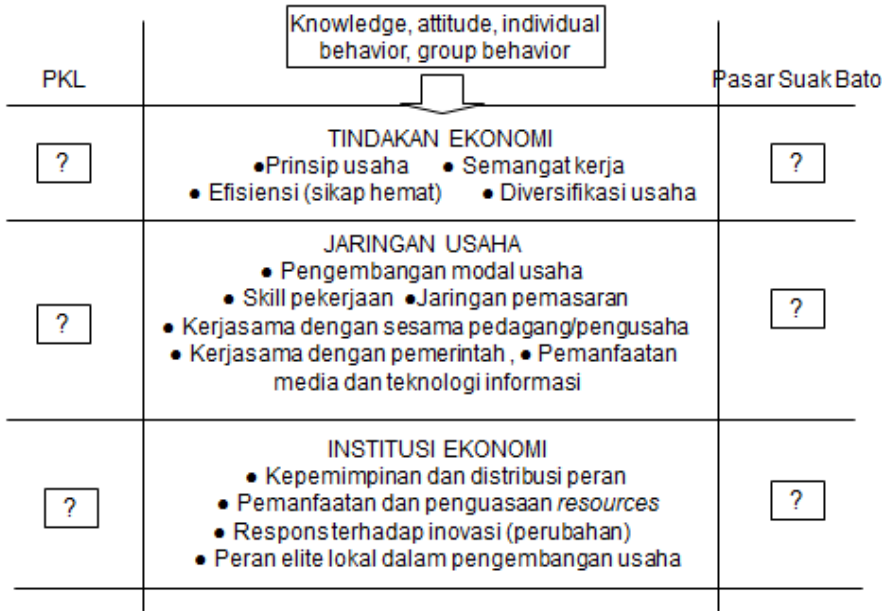 Knowledge, attitude, individual
behavior, group behavior
PKL
Pasar Suak Bato
TINDAKAN EKONOMI
●Prinsip usaha ● Semangat kerja
● Efisiensi (sikap hemat) ● Diversifikasi usaha
?
?
JARINGAN USAHA
● Pengembangan modal usaha
● Skill pekerjaan ●Jaringan pemasaran
● Kerjasama dengan sesama pedagang/pengusaha
● Kerjasama dengan pemerintah , ● Pemanfaatan
media dan teknologi informasi
?
?
INSTITUSI EKONOMI
● Kepemimpinan dan distribusi peran
● Pemanfaatan dan penguasaan resources
● Respons terhadap inovasi (perubahan)
● Peran elite lokal dalam pengembangan usaha
?
?